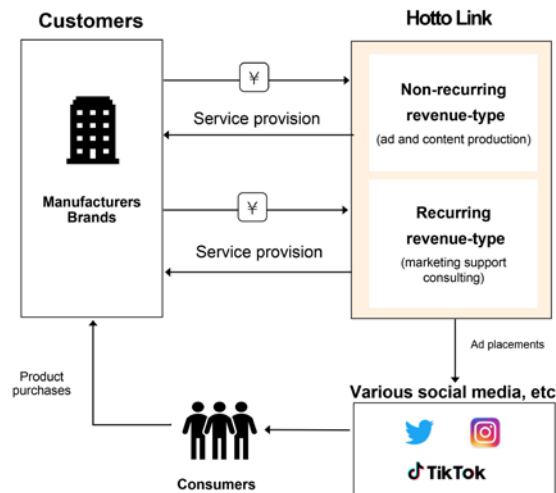 Customers
Hotto Link
¥
Service provision
Non-recurring
revenue-type
(ad and content production)
Manufacturers
Brands
¥
Service provision
Recurring
revenue-type
(marketing support
consulting)
Ad placements
Product
purchases
Various social media, etc
TikTok
Consumers